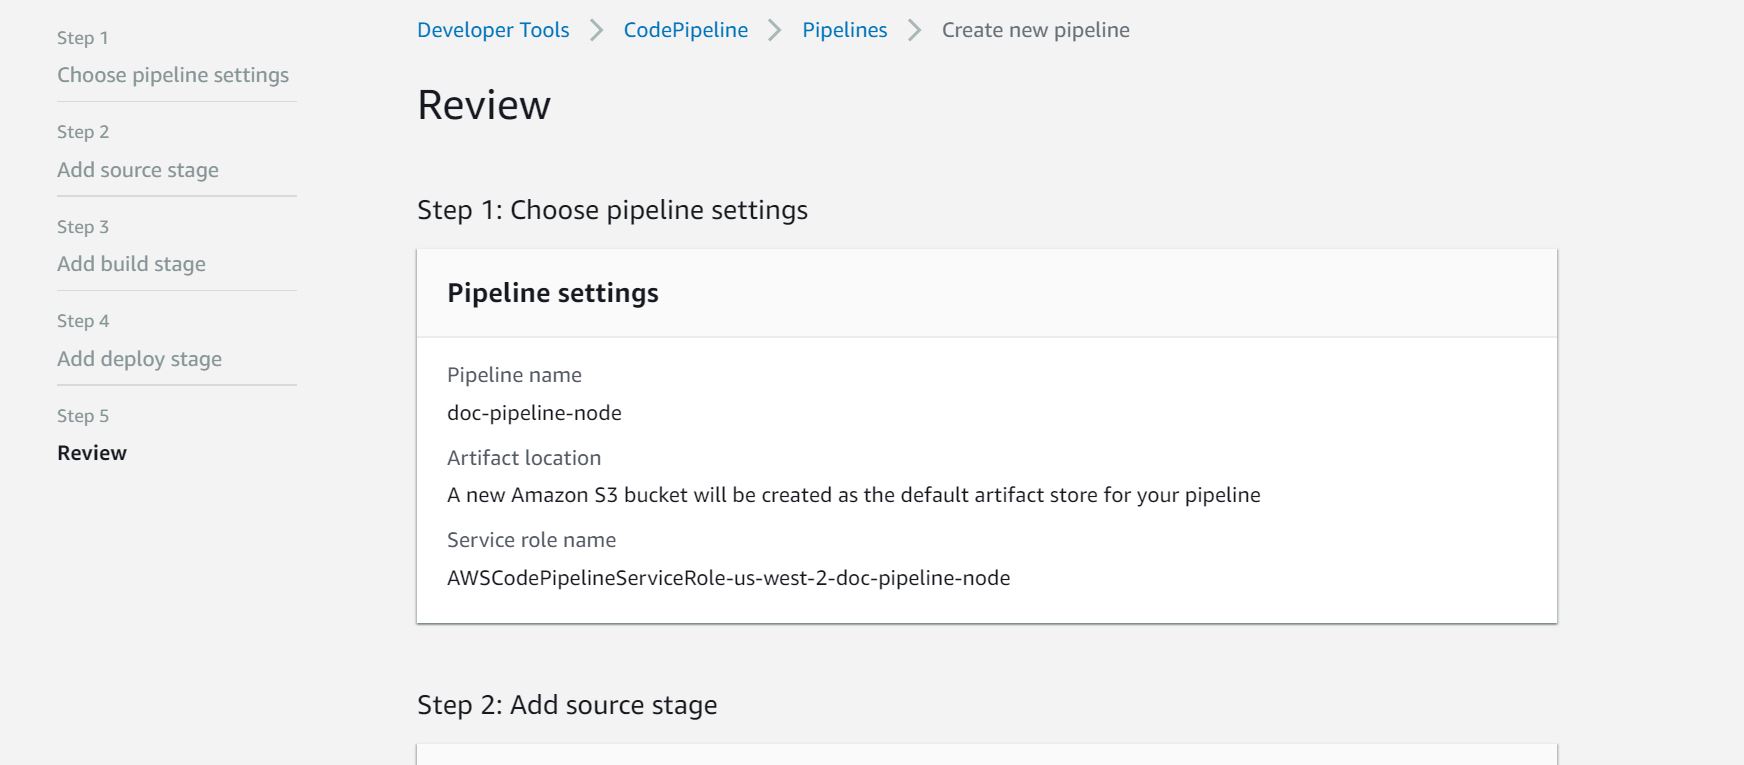 Step 1
Choose pipeline settings
Step 2
Add source stage
Step 3
Add build stage
Step 4
Add deploy stage
Step 5
Review
Developer Tools > CodePipeline > Pipelines > Create new pipeline
Review
Step 1: Choose pipeline settings
Pipeline settings
Pipeline name
doc-pipeline-node
Artifact location
A new Amazon S3 bucket will be created as the default artifact store for your pipeline
Service role name
AWSCodePipelineServiceRole-us-west-2-doc-pipeline-node
Step 2: Add source stage